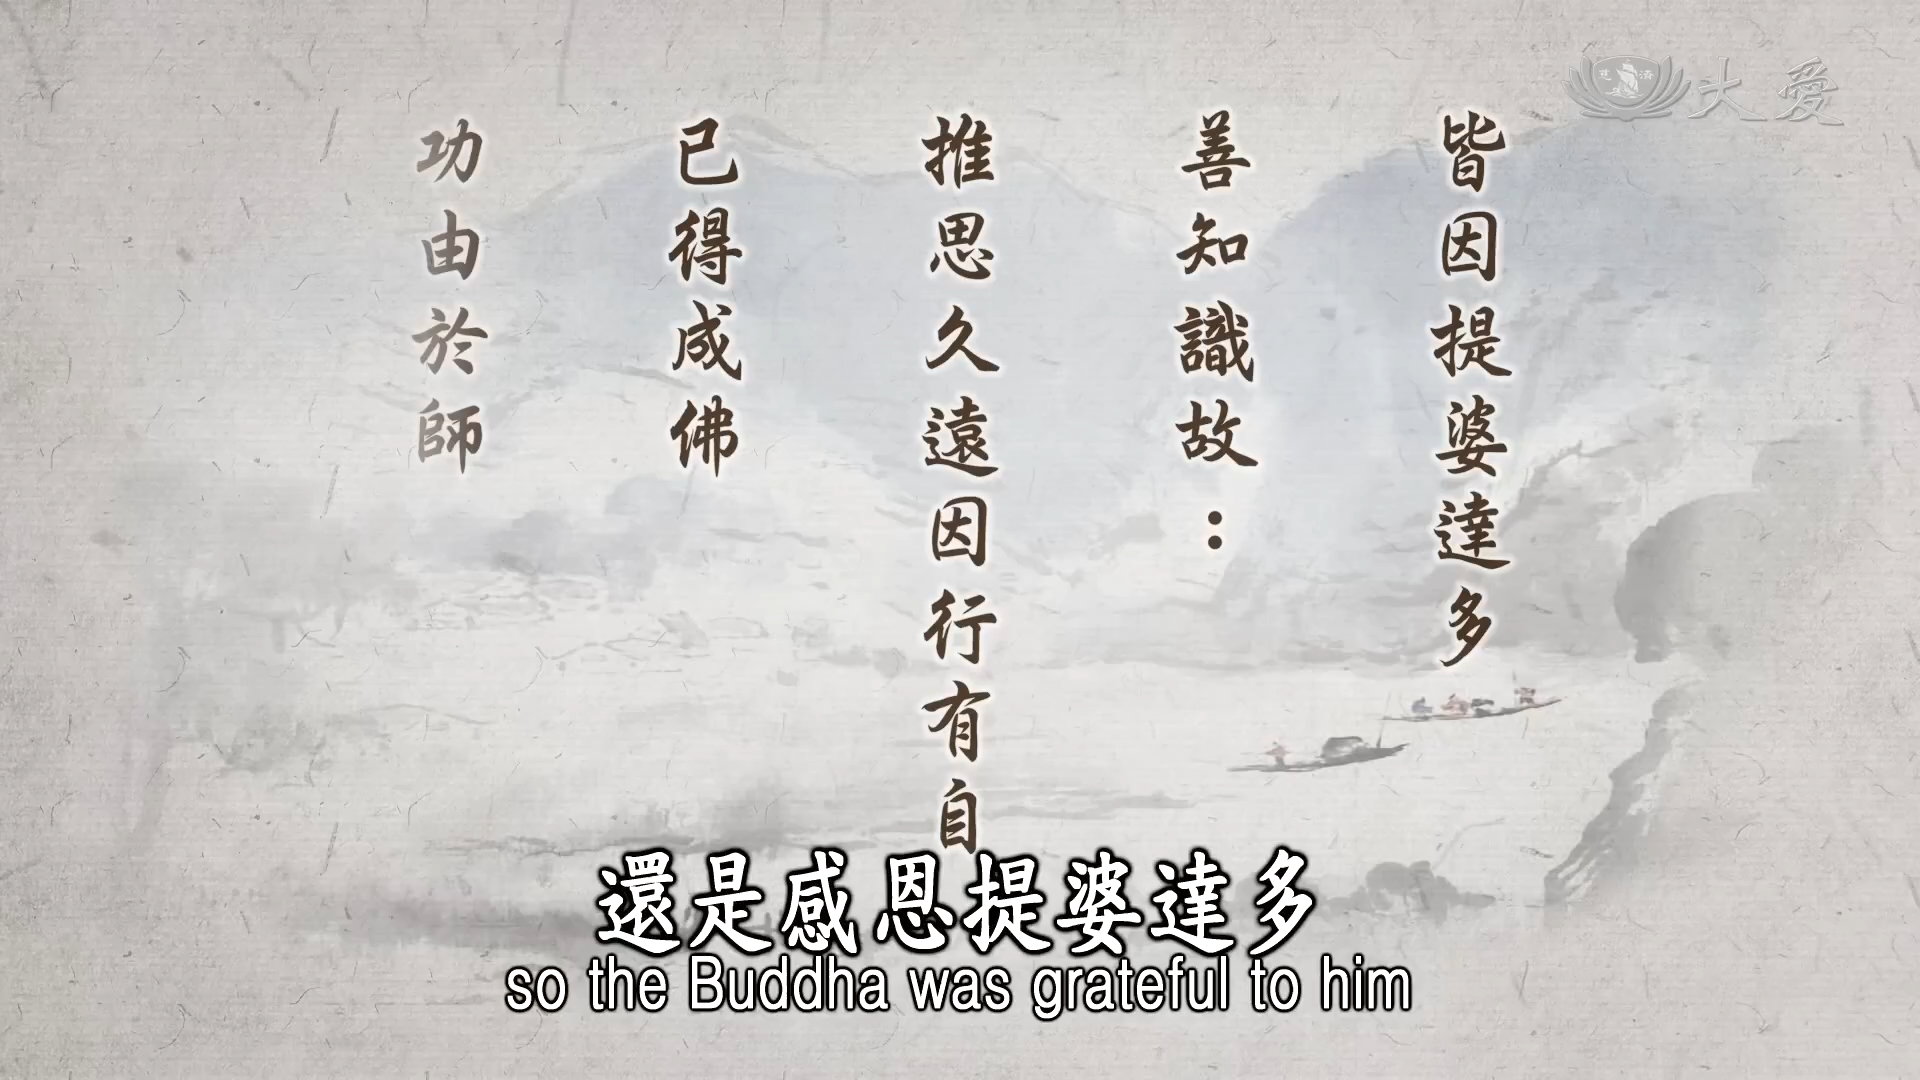 大愛
慈濟
皆因提婆達多
善知識故：
推思久遠因行有自
已得成佛
功由於師
還是感恩提婆達多
so the Buddha was grateful to him